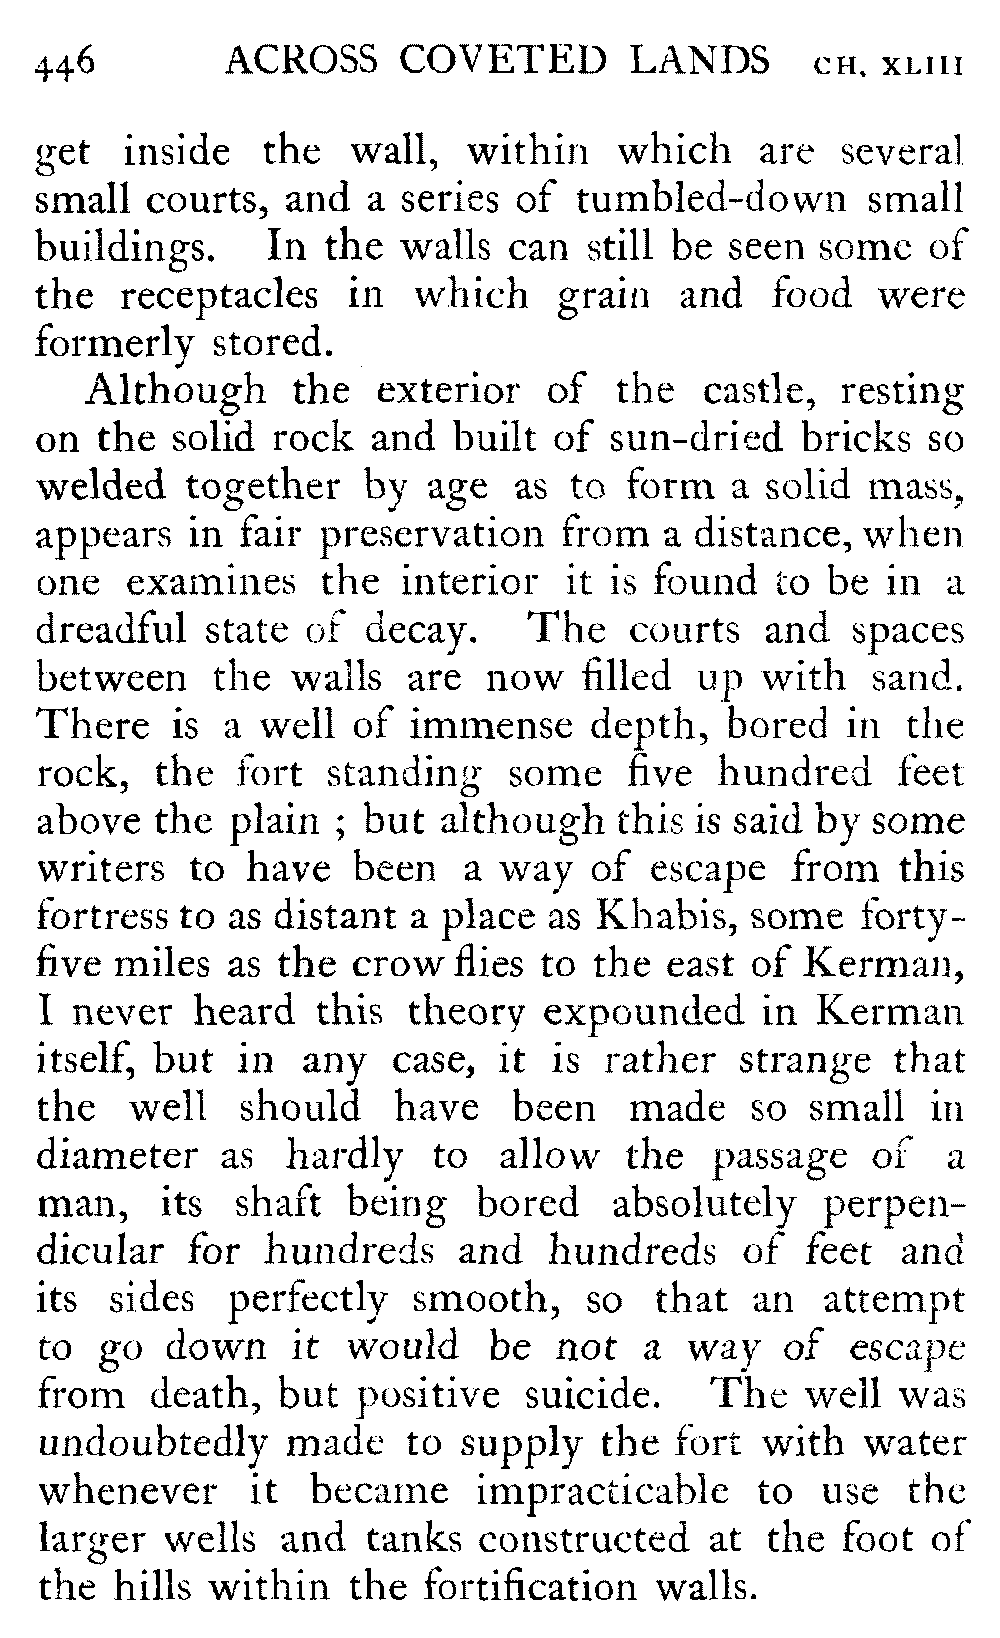 446 ACROSS COVETED LANDS CH. XLIII
get inside the wall, within which are several
small courts, and a series of tumbled-down small
buildings. In the walls can still be seen some of
the receptacles in which grain and food were
formerly stored.
Although the exterior of the castle, resting
on the solid rock and built of sun-dried bricks so
welded together by age as to form a solid mass,
appears in fair preservation from a distance, when
one examines the interior it is found to be in a
dreadful state of decay. The courts and spaces
between the walls are now filled up with sand.
There is a well of immense depth, bored in the
rock, the fort standing some five hundred feet
above the plain ; but although this is said by some
writers to have been a way of escape from this
fortress to as distant a place as Khabis, some forty-
five miles as the crow flies to the east of Kerman,
I never heard this theory expounded in Kerman
itself, but in any case, it is rather strange that
the well should have been made so small in
diameter as hardly to allow the passage of a
man, its shaft being bored absolutely perpen-
dicular for hundreds and hundreds of feet and
its sides perfectly smooth, so that an attempt
to go down it would be not a way of escape
from death, but positive suicide. The well was
undoubtedly made to supply the fort with water
whenever it became impracticable to use the
larger wells and tanks constructed at the foot of
the hills within the fortification walls.